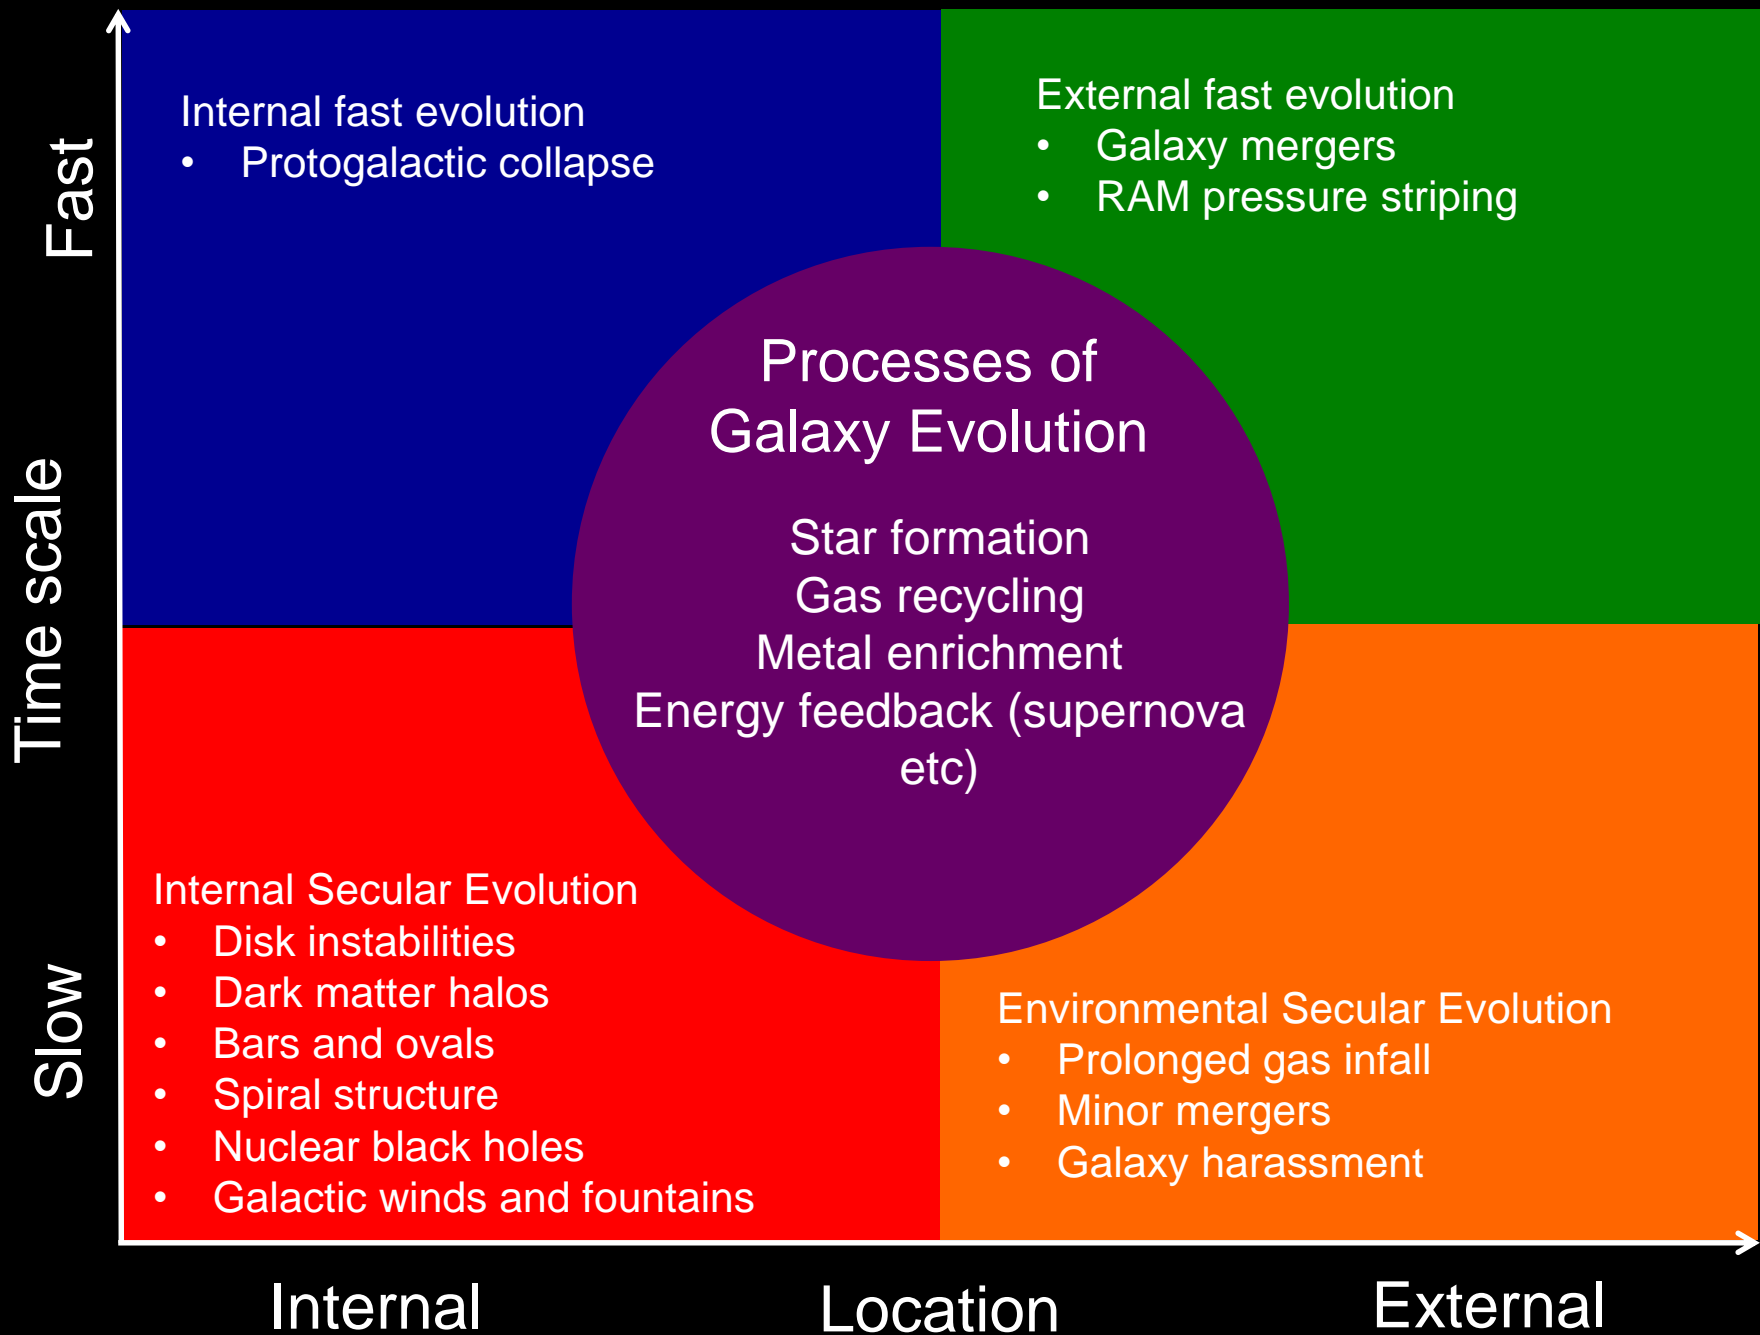 Fast
Time scale
Slow
Internal fast evolution
• Protogalactic collapse
External fast evolution
• Galaxy mergers
• RAM pressure striping
Processes of
Galaxy Evolution
Star formation
Gas recycling
Metal enrichment
Energy feedback (supernova
etc)
Internal Secular Evolution
• Disk instabilities
• Dark matter halos
• Bars and ovals
• Spiral structure
• Nuclear black holes
• Galactic winds and fountains
Environmental Secular Evolution
• Prolonged gas infall
• Minor mergers
• Galaxy harassment
Internal
Location
External